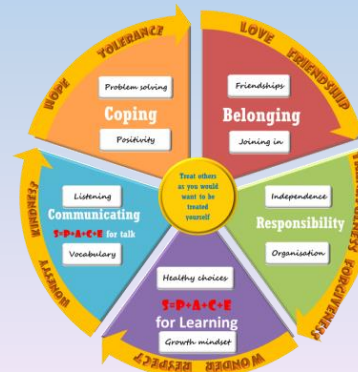 HOPE TOLERANCE
LOVE FRIENDSHIP
Problem solving
Coping
Positivity
Friendships
Belonging
Joining in
Treat others
as you would
want to be
treated
yourself
Listening
Communicating
S+P+A+C+E for talk
Vocabulary
Independence
Responsibility
Organisation
Healthy choices
S+P+A+C+E
for Learning
Growth mindset
FORGIVENESS
WONDER RESPECT
HONESTY KINDNESS